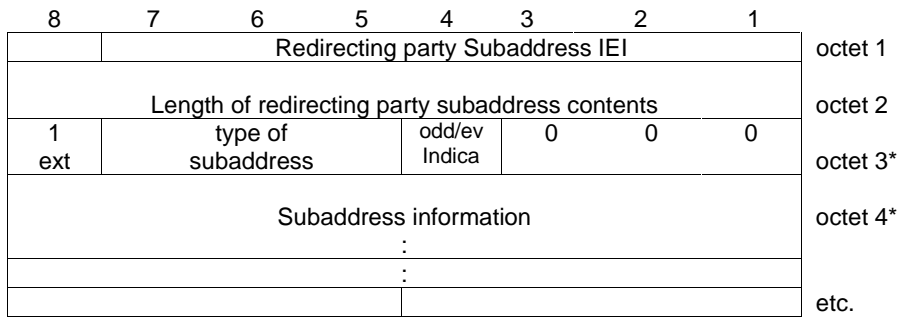 8 7 6 5 4 3 2 1
Redirecting party Subaddress IEI octet 1
Length of redirecting party subaddress contents octet 2
1 type of odd/ev 0 0 0
ext subaddress Indica octet 3*
Subaddress information octet 4*
:
:
etc.